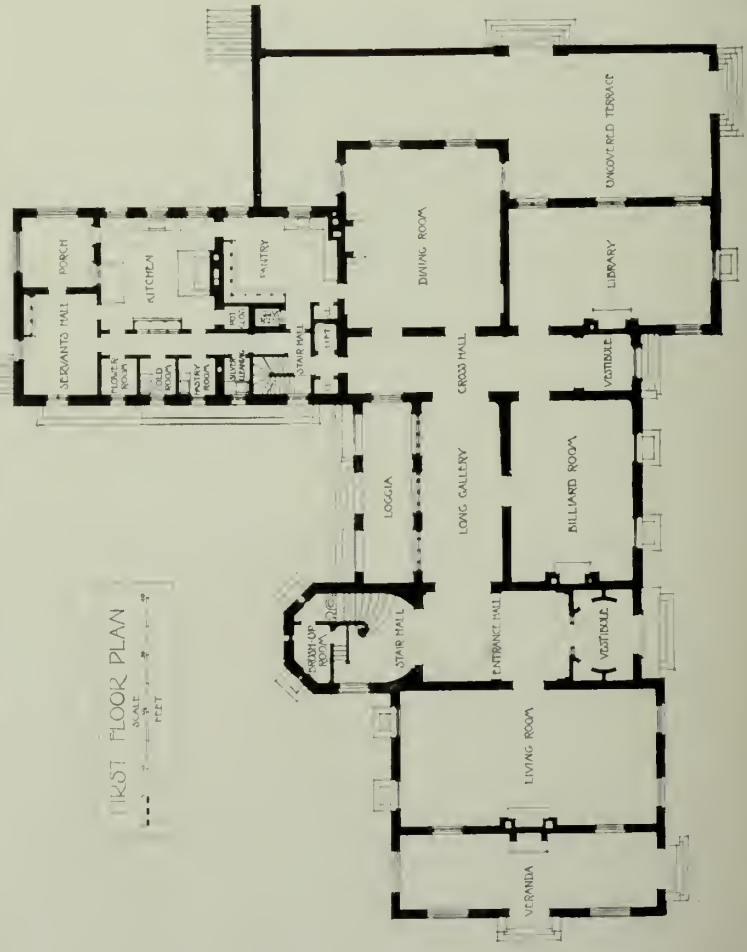 FIRST FLOOR PLAN
SCALE
FEET
SERVANTS HALL
PORCH
FLOWER
ROOM
COLD
ROOM
PASTRY
ROOM
KITCHEN
SILVER
CLEANING
PANTRY
STAIR HALL
LIFT
BRUSH-UP
ROOM
STAIR HALL
LOGGIA
DINING ROOM
LONG GALLERY
CROSS HALL
ENTRANCE HALL
VERANDA
LIVING ROOM
BILLIARD ROOM
VESTIBULE
VESTIBULE
LIBRARY
UNCOVERED TERRACE